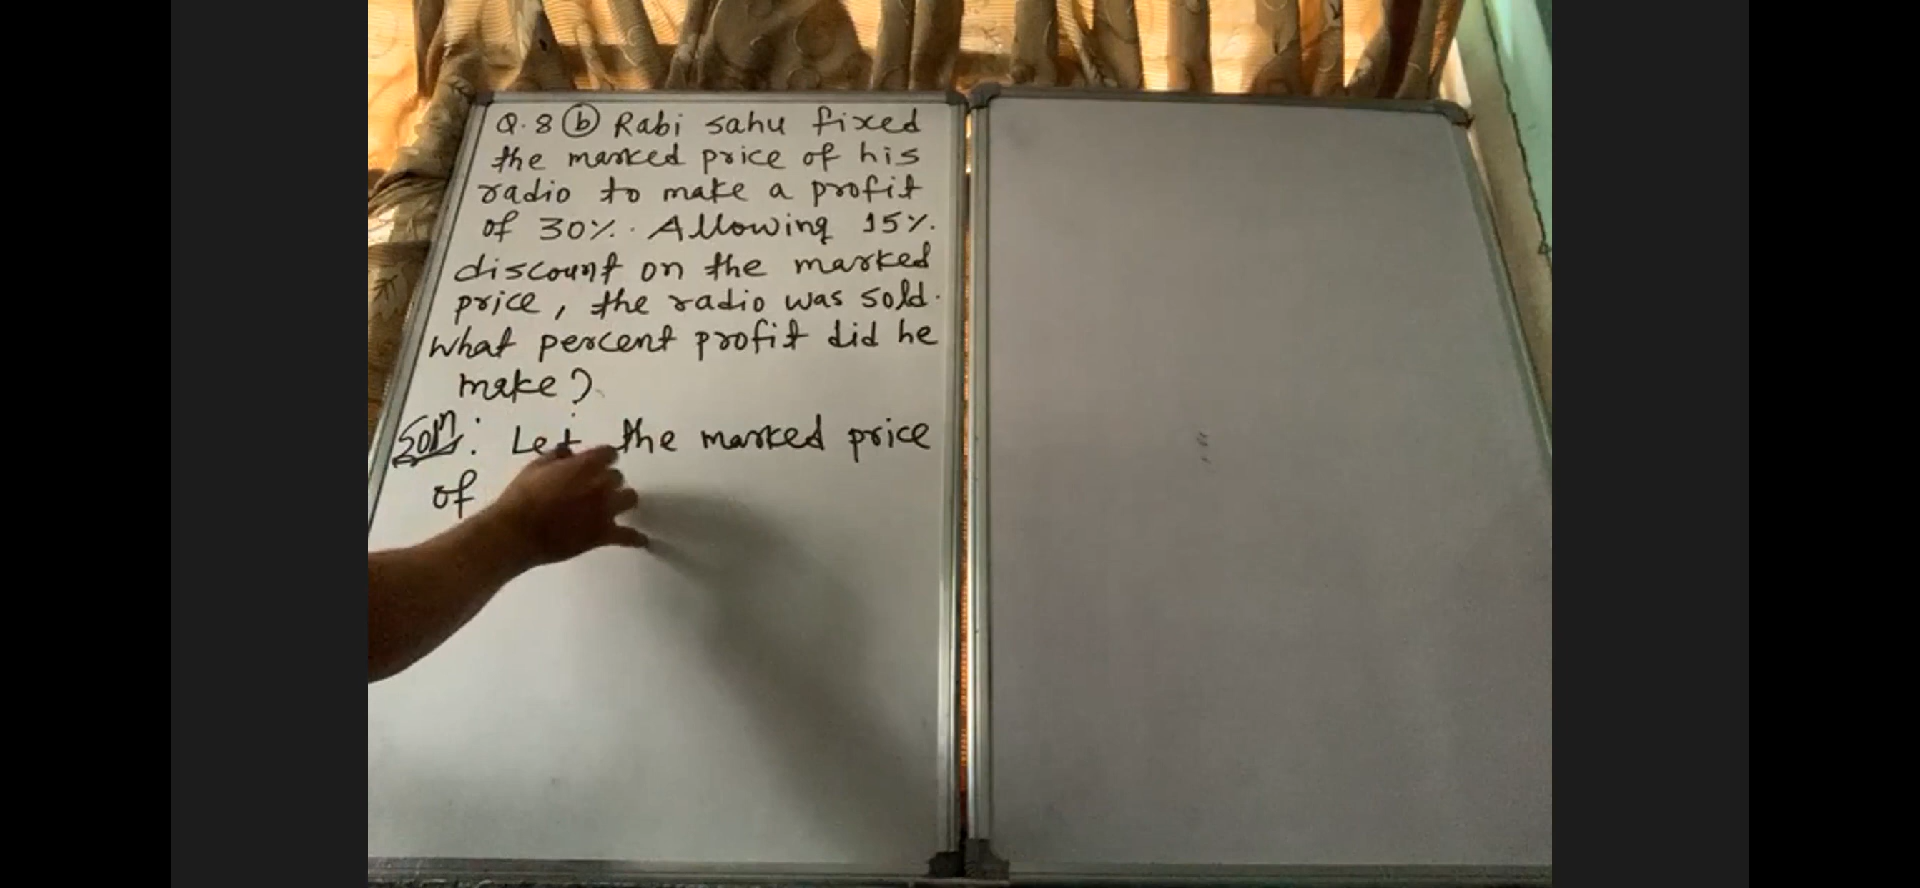 Q.8 (b) Rabi sahu fixed
the marked price of his
radio to make a profit
of 30%. Allowing 15%
discount on the marked
price, the radio was sold.
What percent profit did he
make?
Soln: Let the marked price
of